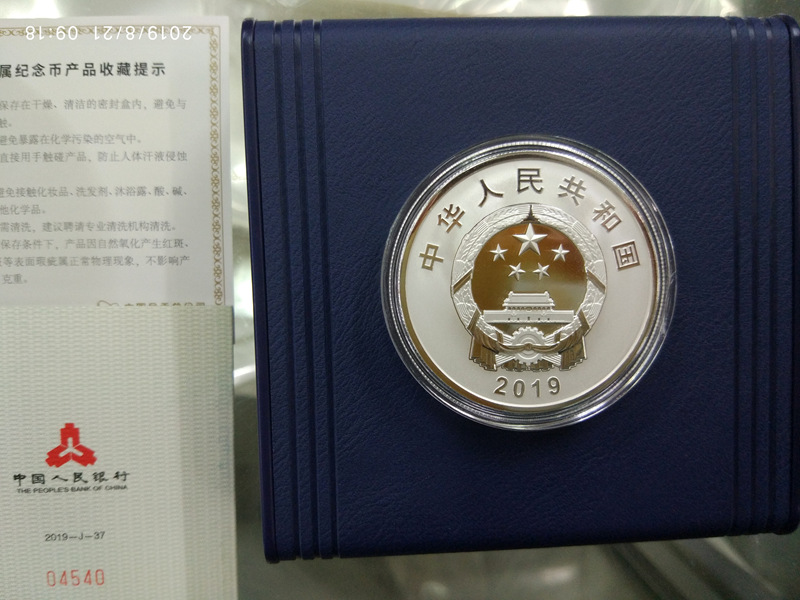 2019/8/21 09:18
属纪念币产品收藏提示
保存在干燥、清洁的密封盒内，避免与
触。
避免暴露在化学污染的空气中。
直接用手触碰产品，防止人体汗液侵蚀
避免接触化妆品、洗发剂、沐浴露、酸、碱、
他化学品。
需清洗，建议聘请专业清洗机构清洗。
保存条件下，产品因自然氧化产生红斑、
等表面瑕疵属正常物理现象，不影响产
克重。
中国人民银行
THE PEOPLE'S BANK OF CHINA
2019-J-37
04540
中华人民共和国
2019